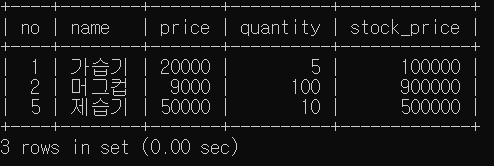 +----+--------+-------+----------+-------------+
| no | name | price | quantity | stock_price |
+----+--------+-------+----------+-------------+
| 1 | 가습기 | 20000 | 5 | 100000 |
| 2 | 머그컵 | 9000 | 100 | 900000 |
| 5 | 제습기 | 50000 | 10 | 500000 |
+----+--------+-------+----------+-------------+
3 rows in set (0.00 sec)